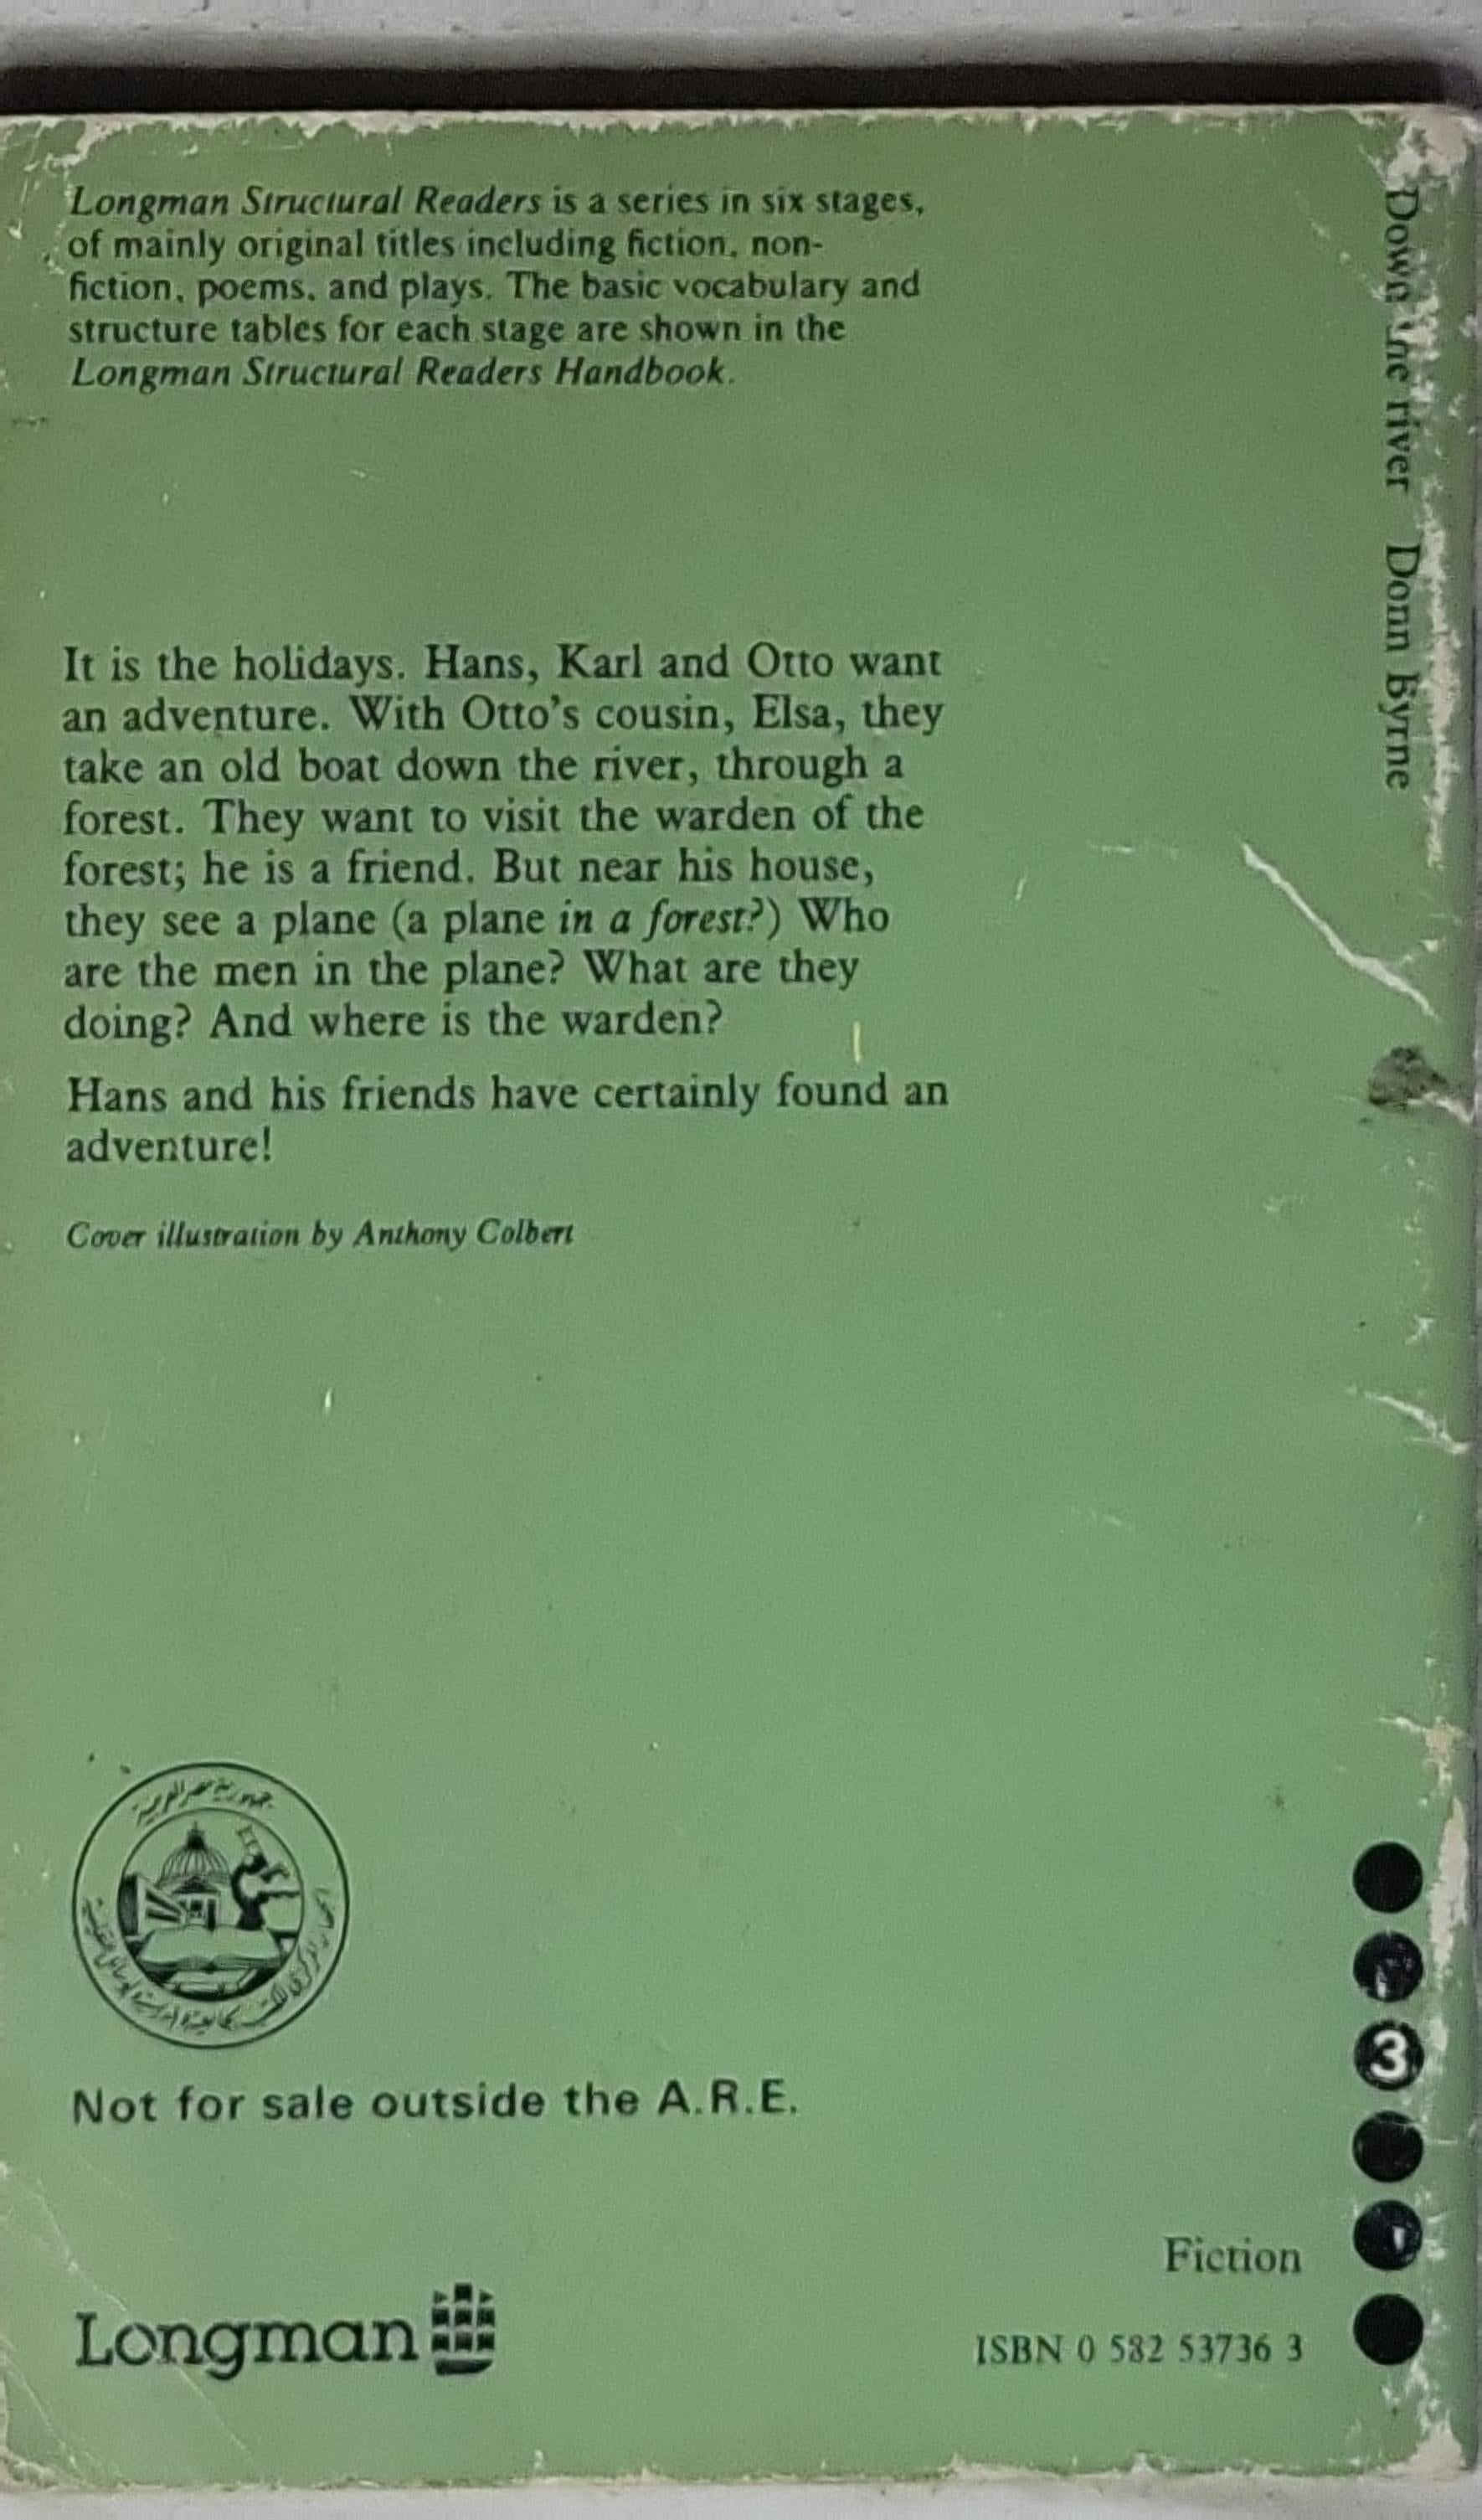 Longman Structural Readers is a series in six stages,
of mainly original titles including fiction, non-
fiction, poems, and plays. The basic vocabulary and
structure tables for each stage are shown in the
Longman Structural Readers Handbook.
It is the holidays. Hans, Karl and Otto want
an adventure. With Otto's cousin, Elsa, they
take an old boat down the river, through a
forest. They want to visit the warden of the
forest; he is a friend. But near his house,
they see a plane (a plane in a forest?) Who
are the men in the plane? What are they
doing? And where is the warden?
Hans and his friends have certainly found an
adventure!
Cover illustration by Anthony Colbert
جمهورية مصر العربية
Not for sale outside the A.R.E.
Longman
Fiction
ISBN 0 582 53736 3
3
Down the river Donn Byrne